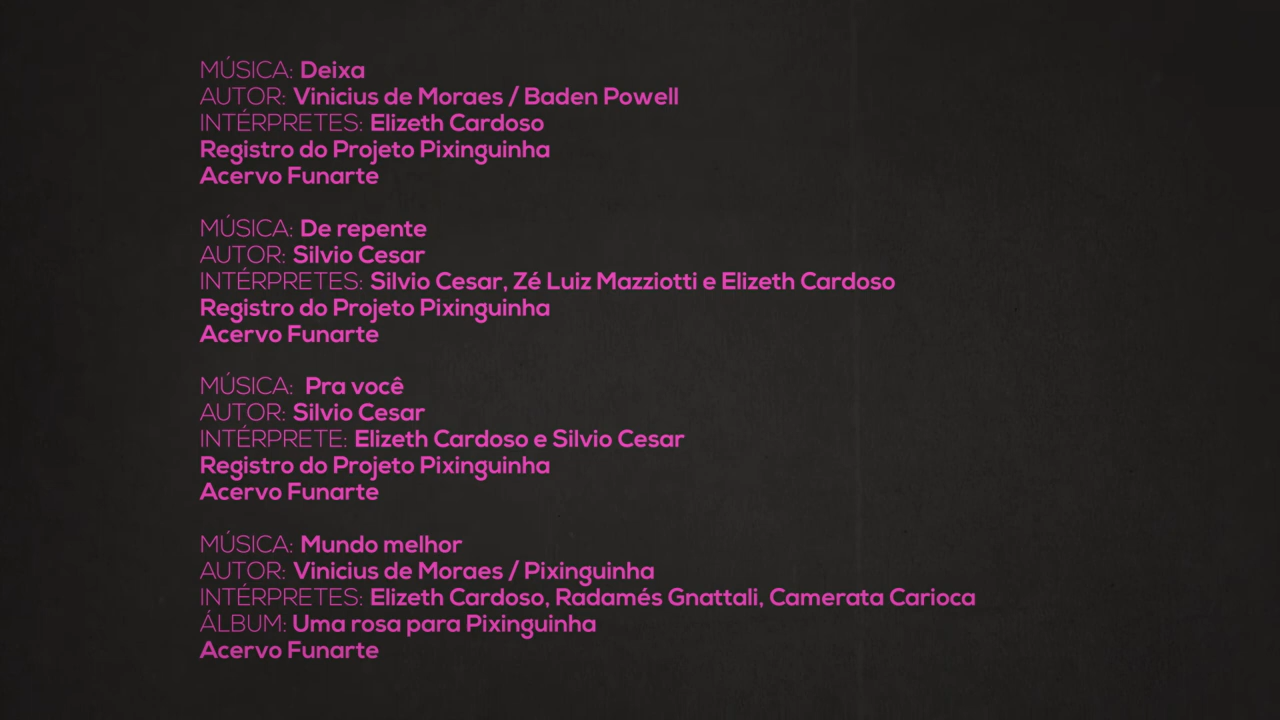 MÚSICA: Deixa
AUTOR: Vinicius de Moraes / Baden Powell
INTÉRPRETES: Elizeth Cardoso
Registro do Projeto Pixinguinha
Acervo Funarte
MÚSICA: De repente
AUTOR: Silvio Cesar
INTÉRPRETES: Silvio Cesar, Zé Luiz Mazziotti e Elizeth Cardoso
Registro do Projeto Pixinguinha
Acervo Funarte
MÚSICA: Pra você
AUTOR: Silvio Cesar
INTÉRPRETE: Elizeth Cardoso e Silvio Cesar
Registro do Projeto Pixinguinha
Acervo Funarte
MÚSICA: Mundo melhor
AUTOR: Vinicius de Moraes / Pixinguinha
INTÉRPRETES: Elizeth Cardoso, Radamés Gnattali, Camerata Carioca
ÁLBUM: Uma rosa para Pixinguinha
Acervo Funarte